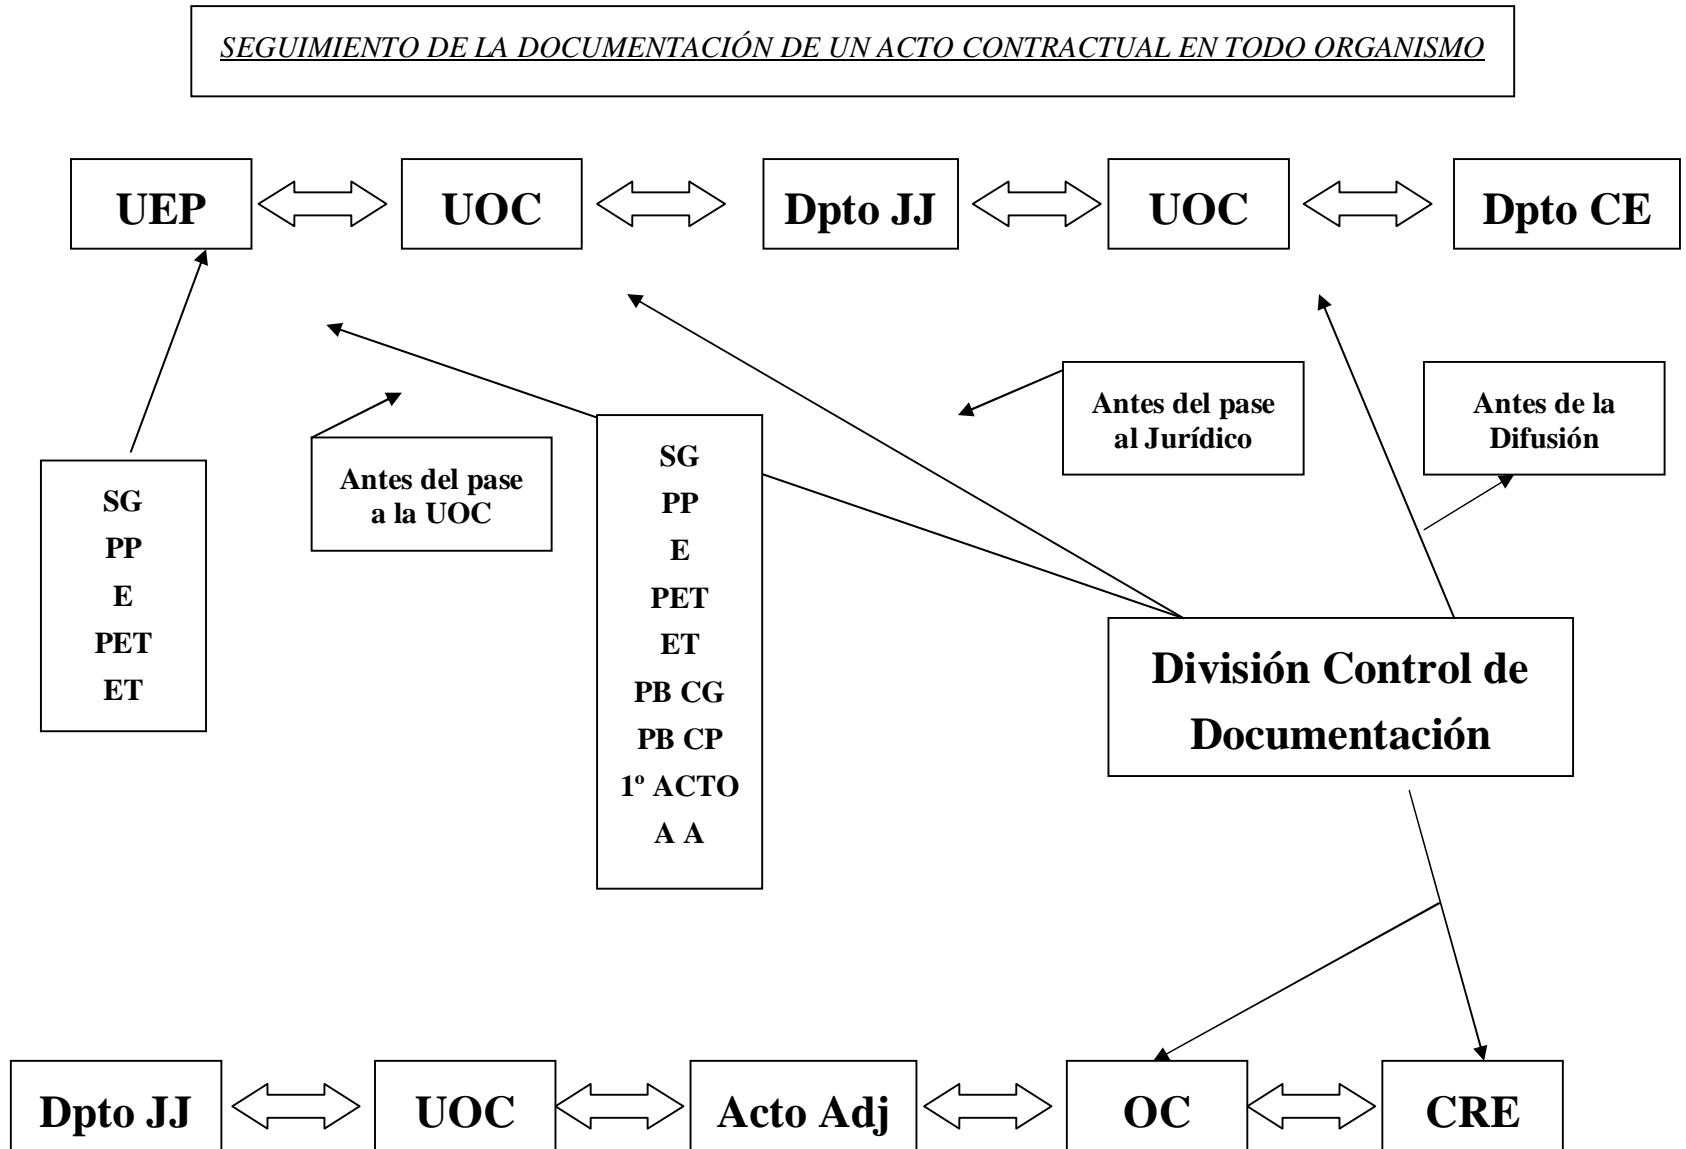 SEGUIMIENTO DE LA DOCUMENTACIÓN DE UN ACTO CONTRACTUAL EN TODO ORGANISMO
UEP
UOC
Dpto JJ
UOC
Dpto CE
Antes del pase
al Jurídico
Antes de la
Difusión
Antes del pase
a la UOC
SG
PP
E
PET
ET
SG
PP
E
PET
ET
PB CG
PB CP
1º ACTO
A A
División Control de
Documentación
Dpto JJ
UOC
Acto Adj
OC
CRE